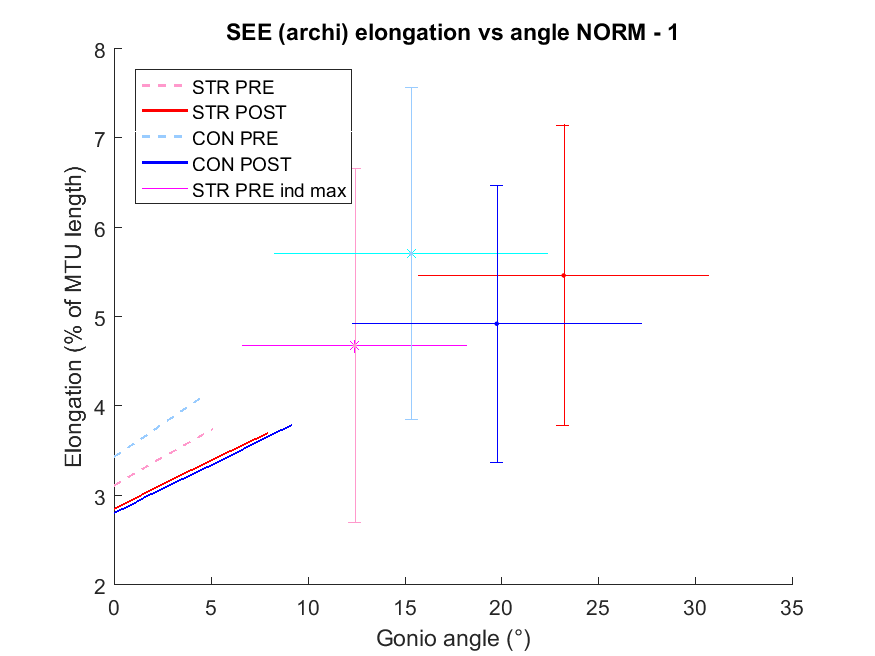 SEE (archi) elongation vs angle NORM - 1
8
7
6
5
4
3
2
Elongation (% of MTU length)
STR PRE
STR POST
CON PRE
CON POST
STR PRE ind max
0 5 10 15 20 25 30 35
Gonio angle (°)